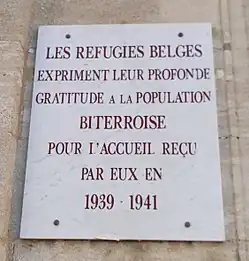 LES REFUGIES BELGES
EXPRIMENT LEUR PROFONDE
GRATITUDE A LA POPULATION
BITERROISE
POUR l'ACCUEIL REÇU
PAR EUX EN
1939 - 1941